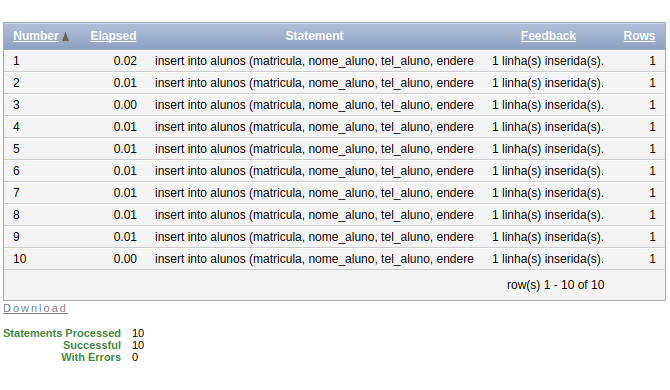 Number Elapsed Statement Feedback Rows
1 0.02 insert into alunos (matricula, nome_aluno, tel_aluno, endere 1 linha(s) inserida(s). 1
2 0.01 insert into alunos (matricula, nome_aluno, tel_aluno, endere 1 linha(s) inserida(s). 1
3 0.00 insert into alunos (matricula, nome_aluno, tel_aluno, endere 1 linha(s) inserida(s). 1
4 0.01 insert into alunos (matricula, nome_aluno, tel_aluno, endere 1 linha(s) inserida(s). 1
5 0.01 insert into alunos (matricula, nome_aluno, tel_aluno, endere 1 linha(s) inserida(s). 1
6 0.01 insert into alunos (matricula, nome_aluno, tel_aluno, endere 1 linha(s) inserida(s). 1
7 0.01 insert into alunos (matricula, nome_aluno, tel_aluno, endere 1 linha(s) inserida(s). 1
8 0.01 insert into alunos (matricula, nome_aluno, tel_aluno, endere 1 linha(s) inserida(s). 1
9 0.01 insert into alunos (matricula, nome_aluno, tel_aluno, endere 1 linha(s) inserida(s). 1
10 0.00 insert into alunos (matricula, nome_aluno, tel_aluno, endere 1 linha(s) inserida(s). 1
row(s) 1 - 10 of 10
Download
Statements Processed 10
Successful 10
With Errors 0